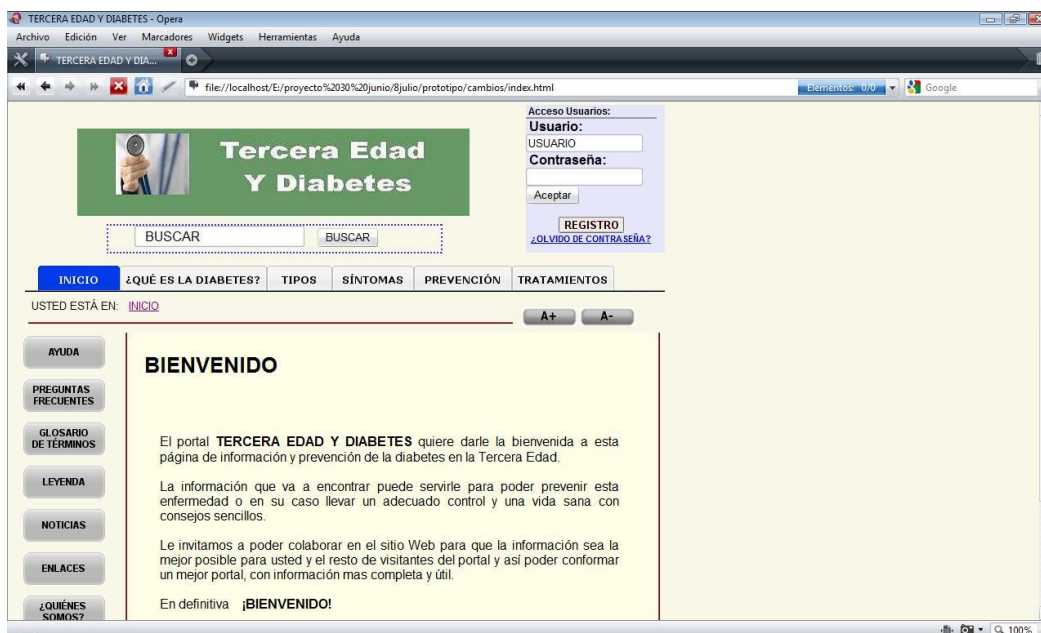 TERCERA EDAD Y DIABETES - Opera
Archivo Edición Ver Marcadores Widgets Herramientas Ayuda
TERCERA EDAD Y DIA...
file://localhost/E:/proyecto%2030%20junio/8julio/prototipo/cambios/index.html
Elementos: 0/0
Google
Acceso Usuarios:
Usuario:
USUARIO
Contraseña:
Aceptar
REGISTRO
¿OLVIDO DE CONTRASEÑA?
Tercera Edad
Y Diabetes
BUSCAR BUSCAR
INICIO ¿QUÉ ES LA DIABETES? TIPOS SÍNTOMAS PREVENCIÓN TRATAMIENTOS
USTED ESTÁ EN: INICIO
A+ A-
AYUDA
PREGUNTAS
FRECUENTES
GLOSARIO
DE TÉRMINOS
LEYENDA
NOTICIAS
ENLACES
¿QUIÉNES
SOMOS?
BIENVENIDO
El portal TERCERA EDAD Y DIABETES quiere darle la bienvenida a esta
página de información y prevención de la diabetes en la Tercera Edad.
La información que va a encontrar puede servirle para poder prevenir esta
enfermedad o en su caso llevar un adecuado control y una vida sana con
consejos sencillos.
Le invitamos a poder colaborar en el sitio Web para que la información sea la
mejor posible para usted y el resto de visitantes del portal y así poder conformar
un mejor portal, con información mas completa y útil.
En definitiva ¡BIENVENIDO!
100%